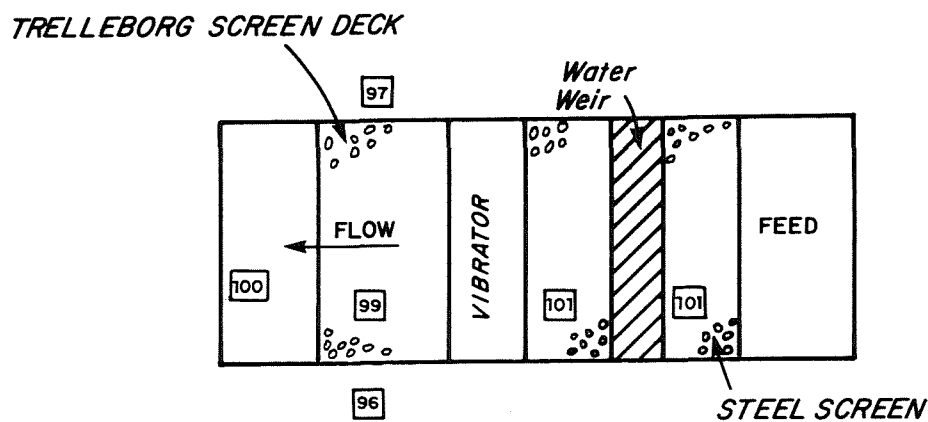 TRELLEBORG SCREEN DECK
97
Water
Weir
FLOW
VIBRATOR
FEED
100
99
101
101
96
STEEL SCREEN